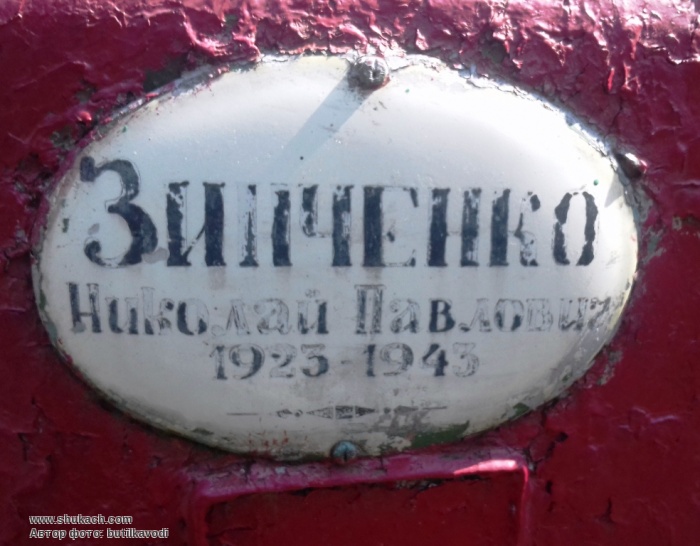 Зинченко
Николай Павлович
1923-1943
www.shukach.com
Автор фото: butilkavodi